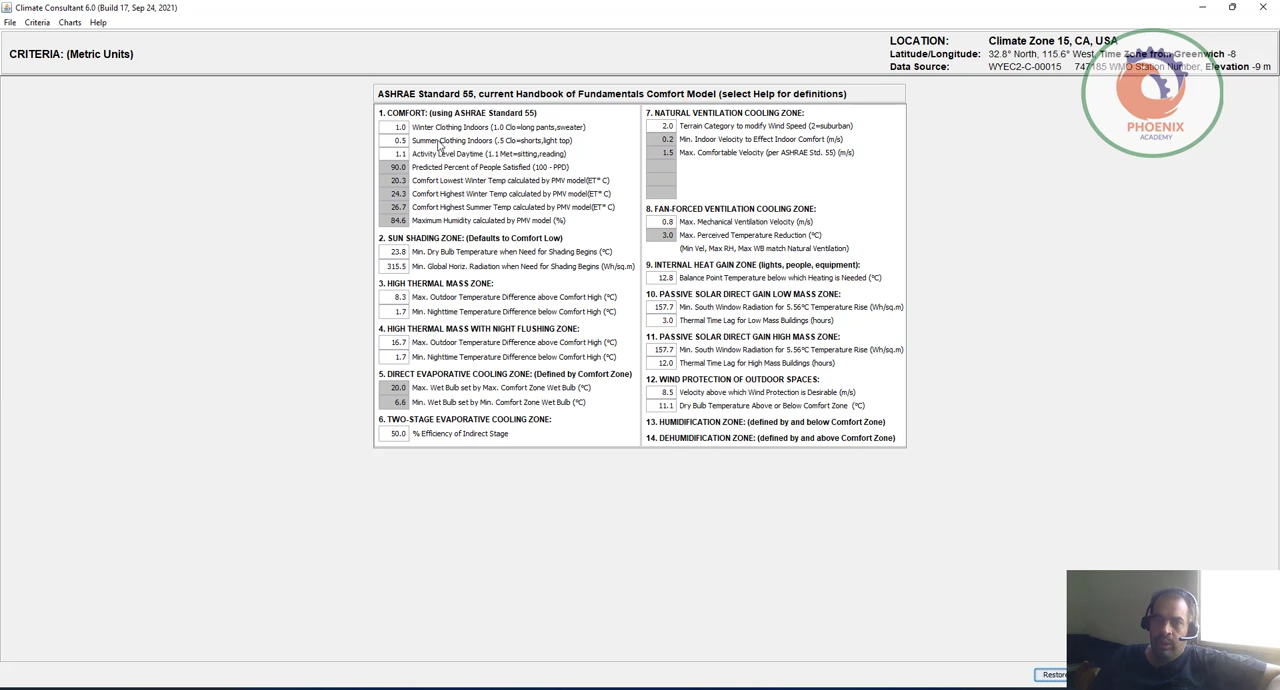 Climate Consultant 6.0 (Build 17, Sep 24, 2021)
File Criteria Charts Help
CRITERIA: (Metric Units)
LOCATION: Climate Zone 15, CA, USA
Latitude/Longitude: 32.8° North, 115.6° West, Time Zone from Greenwich -8
Data Source: WYEC2-C-00015 747185 WMO Station Number, Elevation -9 m
PHOENIX
ACADEMY
ASHRAE Standard 55, current Handbook of Fundamentals Comfort Model (select Help for definitions)
1. COMFORT: (using ASHRAE Standard 55)
1.0 Winter Clothing Indoors (1.0 Clo=long pants,sweater)
0.5 Summer Clothing Indoors (.5 Clo=shorts,light top)
1.1 Activity Level Daytime (1.1 Met=sitting,reading)
90.0 Predicted Percent of People Satisfied (100 - PPD)
20.3 Comfort Lowest Winter Temp calculated by PMV model(ET* C)
24.3 Comfort Highest Winter Temp calculated by PMV model(ET* C)
26.7 Comfort Highest Summer Temp calculated by PMV model(ET* C)
84.6 Maximum Humidity calculated by PMV model (%)
2. SUN SHADING ZONE: (Defaults to Comfort Low)
23.8 Min. Dry Bulb Temperature when Need for Shading Begins (°C)
315.5 Min. Global Horiz. Radiation when Need for Shading Begins (Wh/sq.m)
3. HIGH THERMAL MASS ZONE:
8.3 Max. Outdoor Temperature Difference above Comfort High (°C)
1.7 Min. Nighttime Temperature Difference below Comfort High (°C)
4. HIGH THERMAL MASS WITH NIGHT FLUSHING ZONE:
16.7 Max. Outdoor Temperature Difference above Comfort High (°C)
1.7 Min. Nighttime Temperature Difference below Comfort High (°C)
5. DIRECT EVAPORATIVE COOLING ZONE: (Defined by Comfort Zone)
20.0 Max. Wet Bulb set by Max. Comfort Zone Wet Bulb (°C)
6.6 Min. Wet Bulb set by Min. Comfort Zone Wet Bulb (°C)
6. TWO-STAGE EVAPORATIVE COOLING ZONE:
50.0 % Efficiency of Indirect Stage
7. NATURAL VENTILATION COOLING ZONE:
2.0 Terrain Category to modify Wind Speed (2=suburban)
0.2 Min. Indoor Velocity to Effect Indoor Comfort (m/s)
1.5 Max. Comfortable Velocity (per ASHRAE Std. 55) (m/s)
8. FAN-FORCED VENTILATION COOLING ZONE:
0.8 Max. Mechanical Ventilation Velocity (m/s)
3.0 Max. Perceived Temperature Reduction (°C)
(Min Vel, Max RH, Max WB match Natural Ventilation)
9. INTERNAL HEAT GAIN ZONE (lights, people, equipment):
12.8 Balance Point Temperature below which Heating is Needed (°C)
10. PASSIVE SOLAR DIRECT GAIN LOW MASS ZONE:
157.7 Min. South Window Radiation for 5.56°C Temperature Rise (Wh/sq.m)
3.0 Thermal Time Lag for Low Mass Buildings (hours)
11. PASSIVE SOLAR DIRECT GAIN HIGH MASS ZONE:
157.7 Min. South Window Radiation for 5.56°C Temperature Rise (Wh/sq.m)
12.0 Thermal Time Lag for High Mass Buildings (hours)
12. WIND PROTECTION OF OUTDOOR SPACES:
8.5 Velocity above which Wind Protection is Desirable (m/s)
11.1 Dry Bulb Temperature Above or Below Comfort Zone (°C)
13. HUMIDIFICATION ZONE: (defined by and below Comfort Zone)
14. DEHUMIDIFICATION ZONE: (defined by and above Comfort Zone)